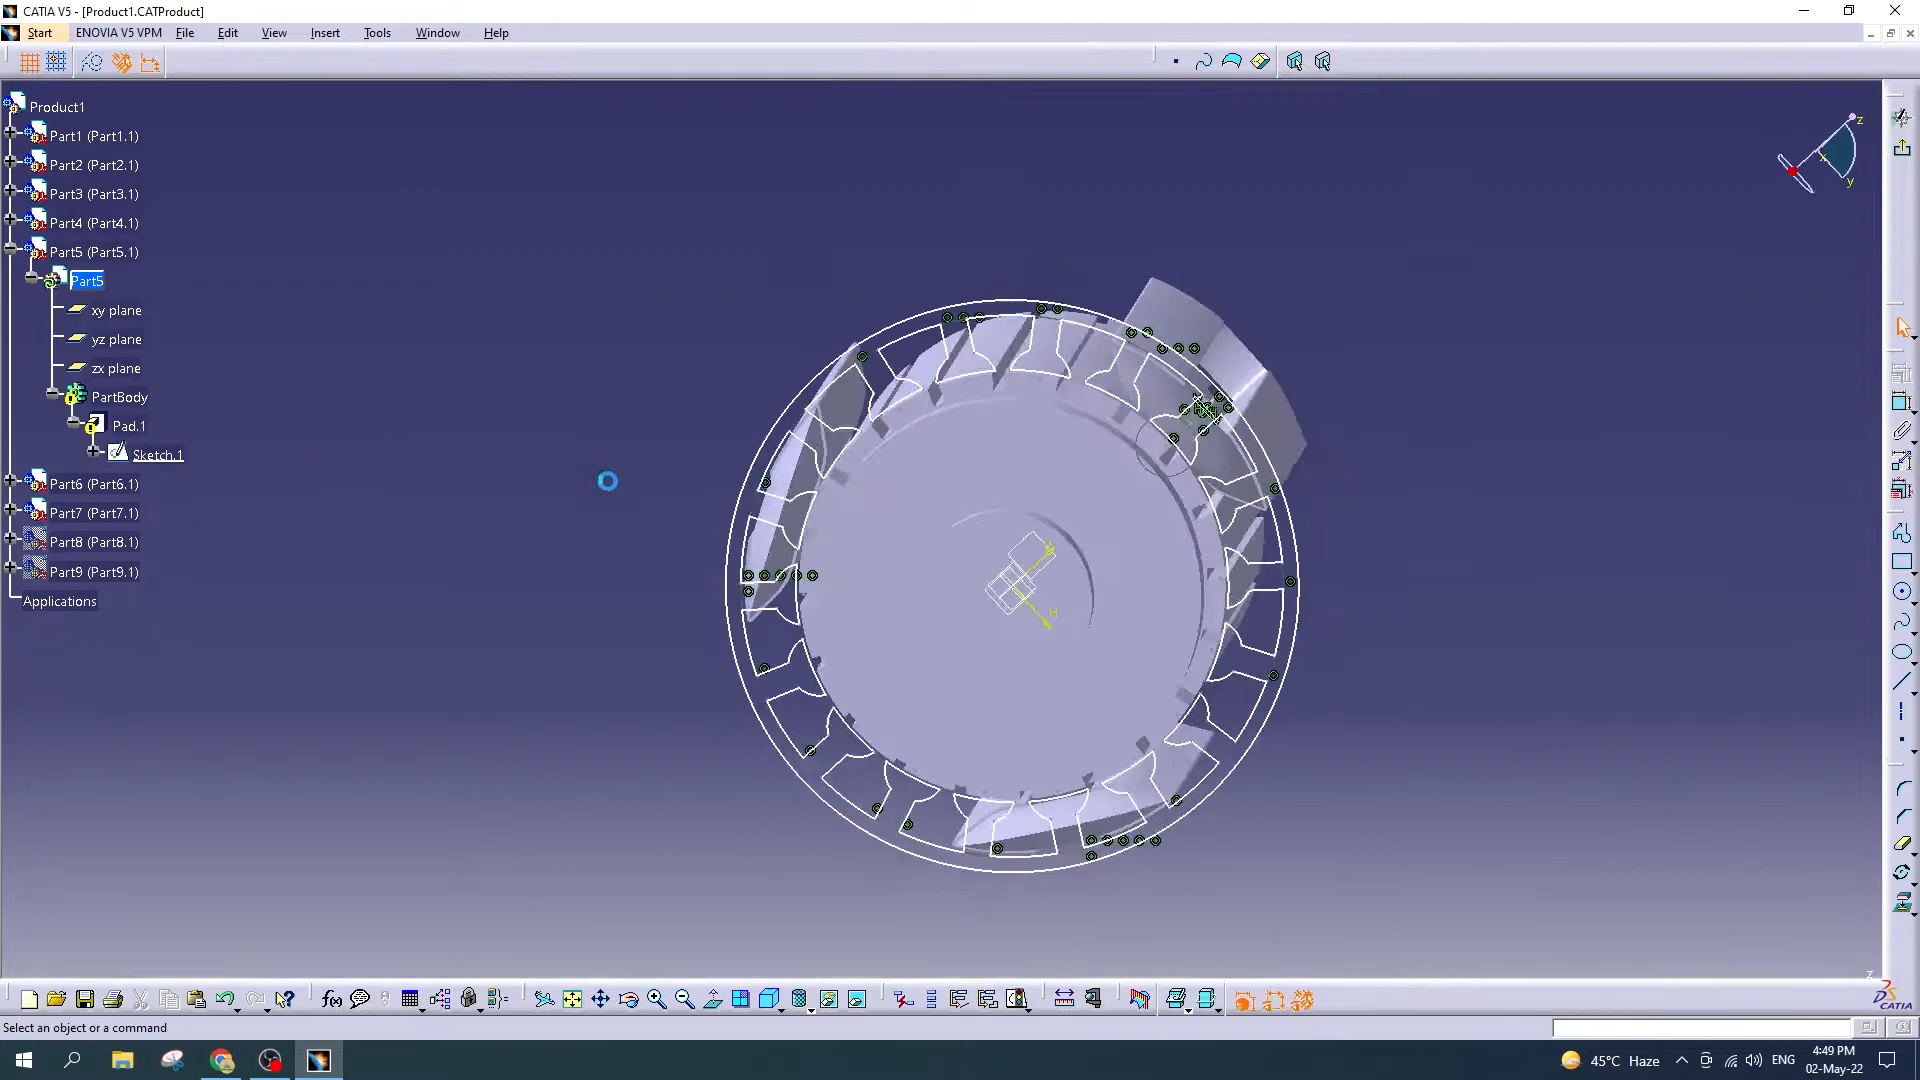 CATIA V5 - [Product1.CATProduct]
Start ENOVIA V5 VPM File Edit View Insert Tools Window Help
Product1
Part1 (Part1.1)
Part2 (Part2.1)
Part3 (Part3.1)
Part4 (Part4.1)
Part5 (Part5.1)
Part5
xy plane
yz plane
zx plane
PartBody
Pad.1
Sketch.1
Part6 (Part6.1)
Part7 (Part7.1)
Part8 (Part8.1)
Part9 (Part9.1)
Applications
z
x
y
V
H
z
f(x)
CATIA
Select an object or a command
45°C Haze
ENG
4:49 PM
02-May-22